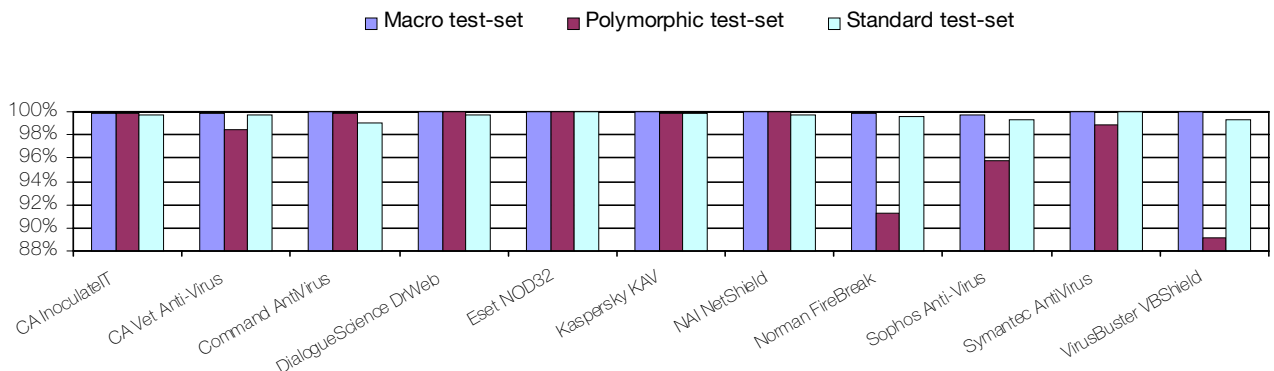 Macro test-set Polymorphic test-set Standard test-set
100%
98%
96%
94%
92%
90%
88%
CA InoculateIT
CA Vet Anti-Virus
Command AntiVirus
DialogueScience DrWeb
Eset NOD32
Kaspersky KAV
NAI NetShield
Norman FireBreak
Sophos Anti-Virus
Symantec AntiVirus
VirusBuster VBShield